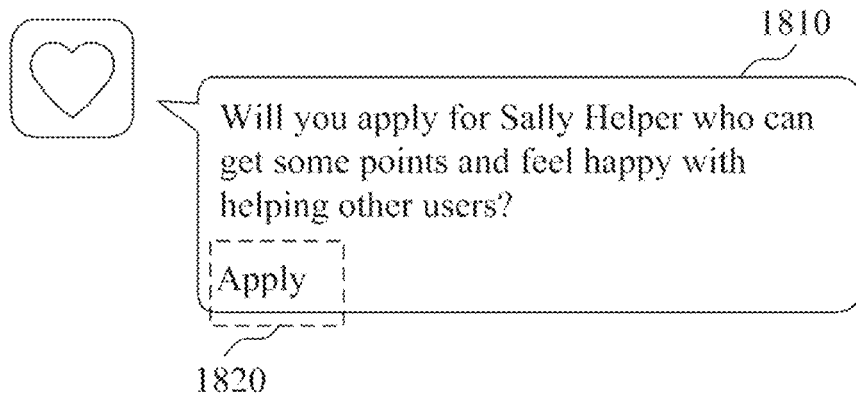 1810
Will you apply for Sally Helper who can
get some points and feel happy with
helping other users?
Apply
1820